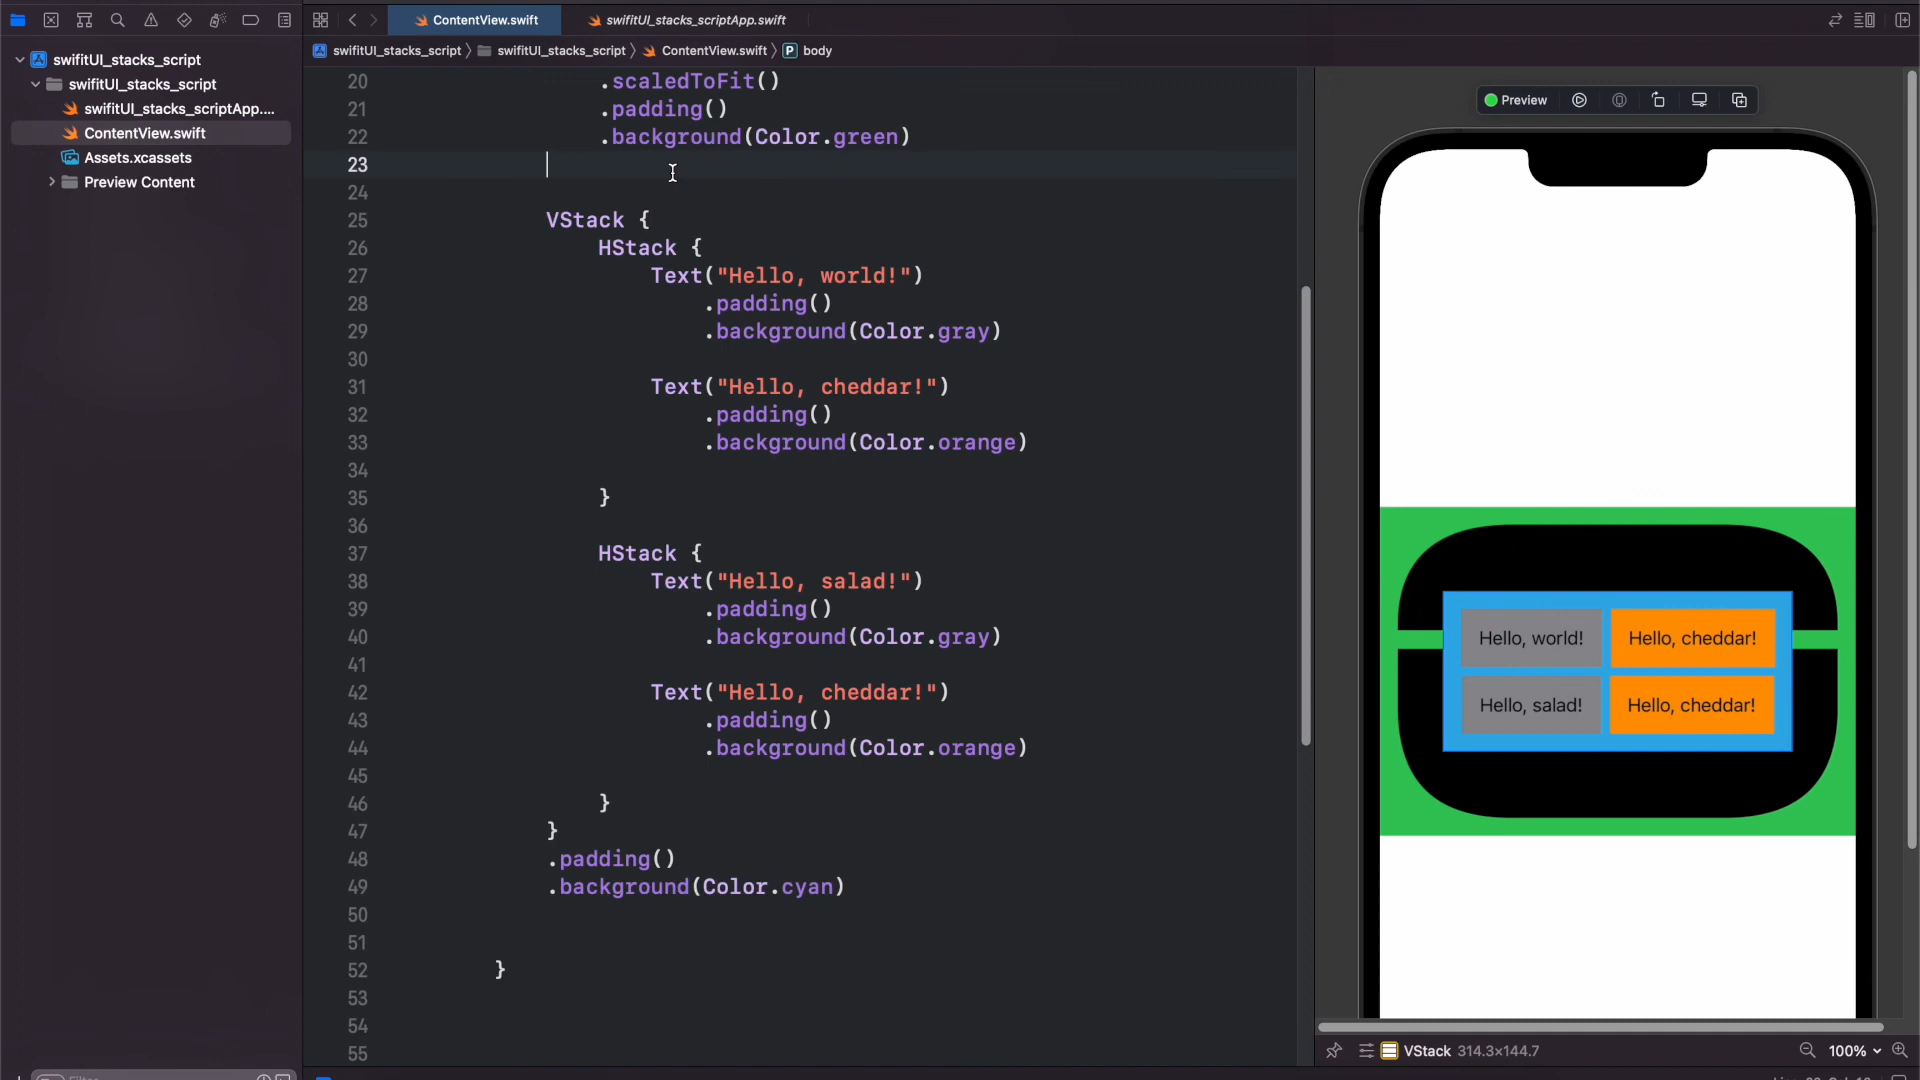 ContentView.swift
swifitUI_stacks_scriptApp.swift
swifitUI_stacks_script
swifitUI_stacks_script
swifitUI_stacks_scriptApp....
ContentView.swift
Assets.xcassets
Preview Content
swifitUI_stacks_script
swifitUI_stacks_script
ContentView.swift
P
body
20 .scaledToFit()
21 .padding()
22 .background(Color.green)
23
24
25 VStack {
26 HStack {
27 Text("Hello, world!")
28 .padding()
29 .background(Color.gray)
30
31 Text("Hello, cheddar!")
32 .padding()
33 .background(Color.orange)
34
35 }
36
37 HStack {
38 Text("Hello, salad!")
39 .padding()
40 .background(Color.gray)
41
42 Text("Hello, cheddar!")
43 .padding()
44 .background(Color.orange)
45
46 }
47 }
48 .padding()
49 .background(Color.cyan)
50
51
52 }
53
54
55
Preview
Hello, world!
Hello, cheddar!
Hello, salad!
Hello, cheddar!
VStack 314.3×144.7
100%